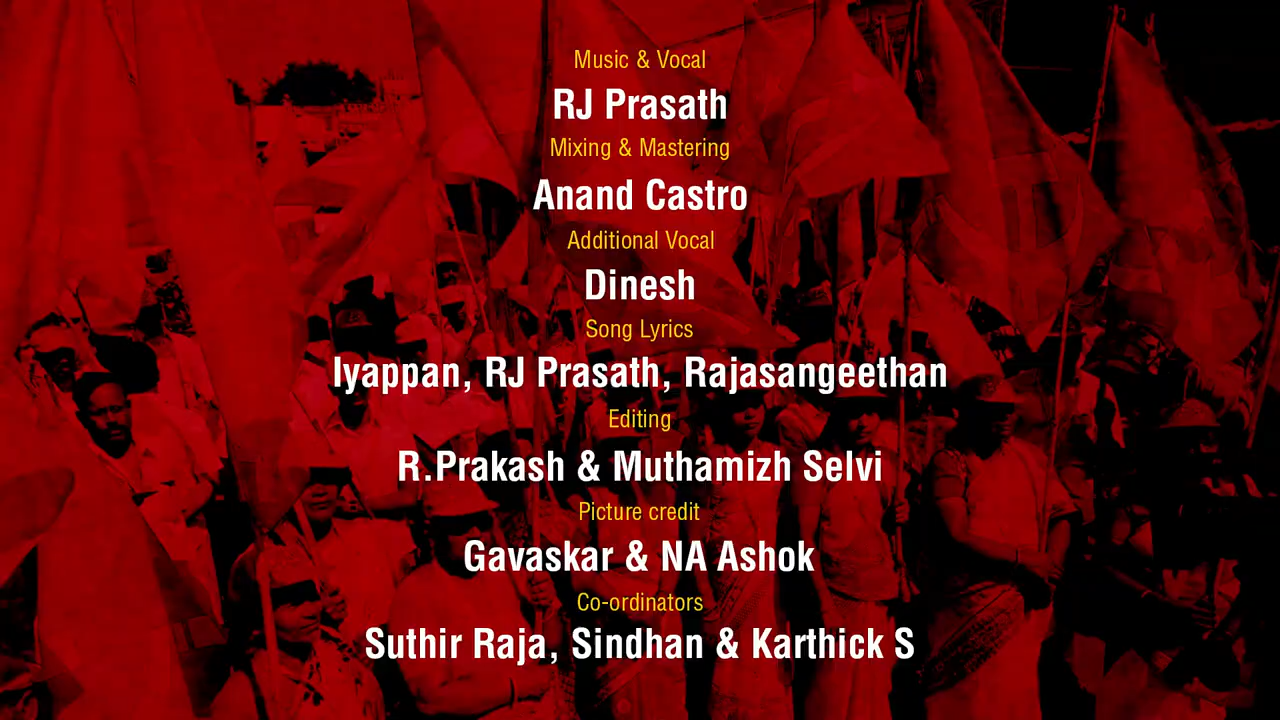 Music & Vocal
RJ Prasath
Mixing & Mastering
Anand Castro
Additional Vocal
Dinesh
Song Lyrics
Iyappan, RJ Prasath, Rajasangeethan
Editing
R.Prakash & Muthamizh Selvi
Picture credit
Gavaskar & NA Ashok
Co-ordinators
Suthir Raja, Sindhan & Karthick S